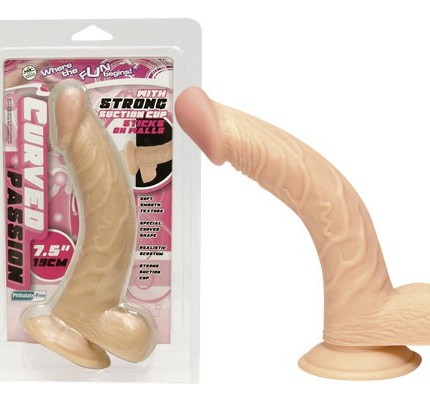 Where the FUN begins!
WITH
STRONG
SUCTION CUP
STICKS
ON WALLS
CURVED
PASSION
7.5"
19CM
SOFT
SMOOTH
TEXTURE
SPECIAL
CURVED
SHAPE
REALISTIC
SCROTUM
STRONG
SUCTION
CUP
Phthalate-Free